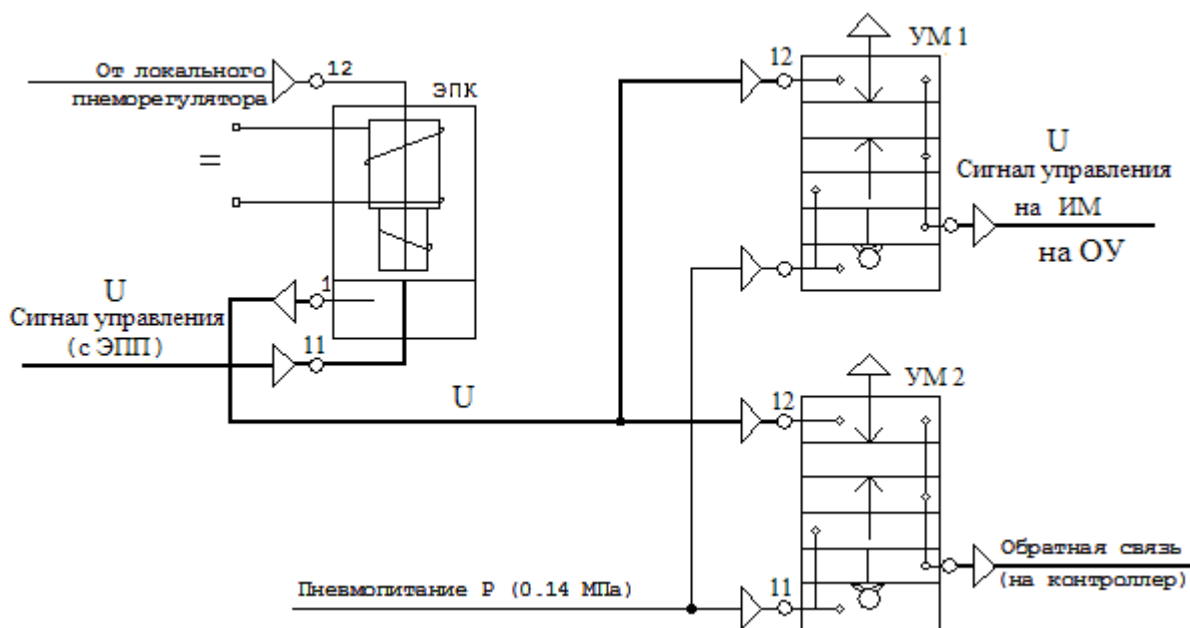 УМ 1
От локального
12
пнеморегулятора
ЭПК
12
=
U
Сигнал управления
на ИМ
на ОУ
U
1
Сигнал управления
(с ЭПП)
11
U
УМ 2
12
Обратная связь
(на контроллер)
Пневмопитание Р (0.14 МПа)
11